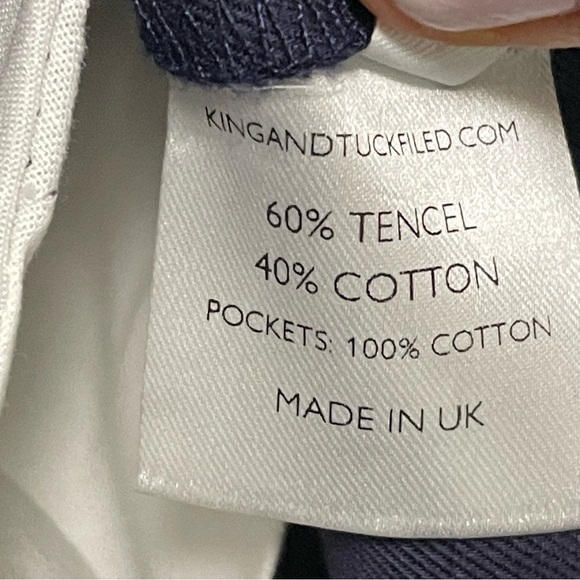 KINGANDTUCKFILED.COM
60% TENCEL
40% COTTON
POCKETS: 100% COTTON
MADE IN UK